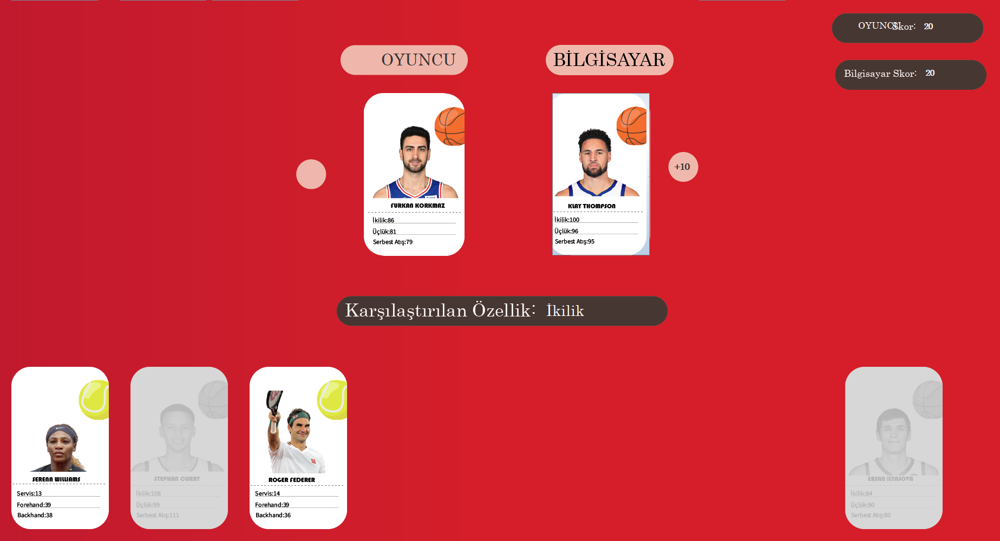 OYUNCU Skor: 20
Bilgisayar Skor: 20
OYUNCU
BİLGİSAYAR
FURKAN KORKMAZ
İkilik:86
Üçlük:81
Serbest Atış:79
KLAY THOMPSON
İkilik:100
Üçlük:96
Serbest Atış:95
+10
Karşılaştırılan Özellik: İkilik
SERENA WILLIAMS
Servis:13
Forehand:39
Backhand:38
STEPHAN CURRY
İkilik:108
Üçlük:99
Serbest Atış:111
ROGER FEDERER
Servis:14
Forehand:39
Backhand:36
ERSAN ILYASOVA
İkilik:84
Üçlük:90
Serbest Atış:80